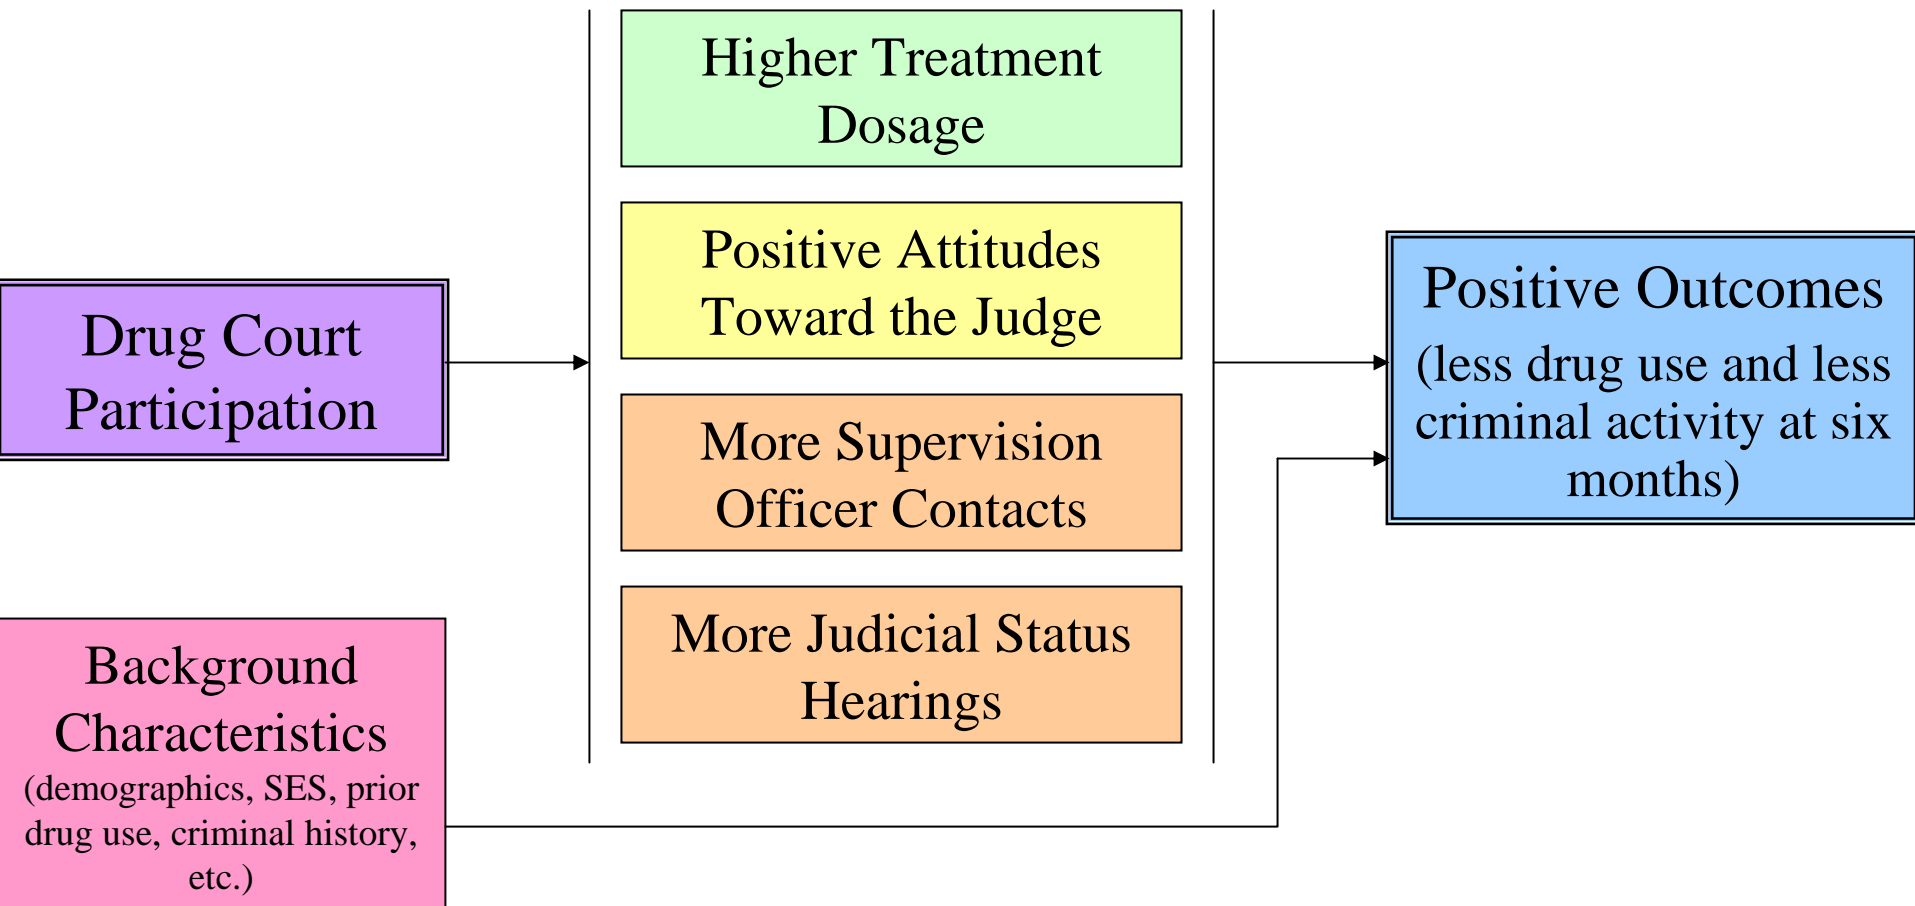 Drug Court
Participation
Background
Characteristics
(demographics, SES, prior
drug use, criminal history,
etc.)
Higher Treatment
Dosage
Positive Attitudes
Toward the Judge
More Supervision
Officer Contacts
More Judicial Status
Hearings
Positive Outcomes
(less drug use and less
criminal activity at six
months)